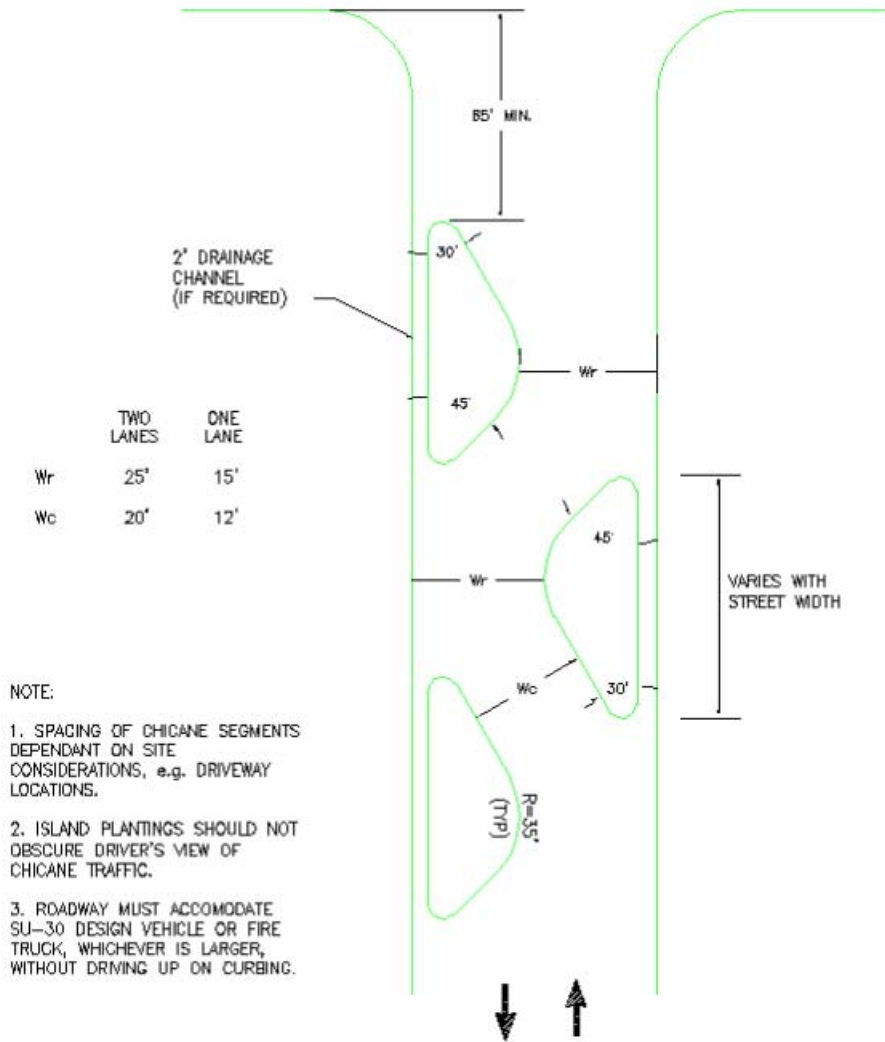 85' MIN.
30'
2' DRAINAGE
CHANNEL
(IF REQUIRED)
Wr
45'
TWO ONE
LANES LANE
Wr 25' 15'
Wc 20' 12'
45'
Wr
VARIES WITH
STREET WIDTH
30'
Wc
NOTE:
1. SPACING OF CHICANE SEGMENTS
DEPENDANT ON SITE
CONSIDERATIONS, e.g. DRIVEWAY
LOCATIONS.
R=35'
(TYP)
2. ISLAND PLANTINGS SHOULD NOT
OBSCURE DRIVER'S VIEW OF
CHICANE TRAFFIC.
3. ROADWAY MUST ACCOMODATE
SU-30 DESIGN VEHICLE OR FIRE
TRUCK, WHICHEVER IS LARGER,
WITHOUT DRIVING UP ON CURBING.